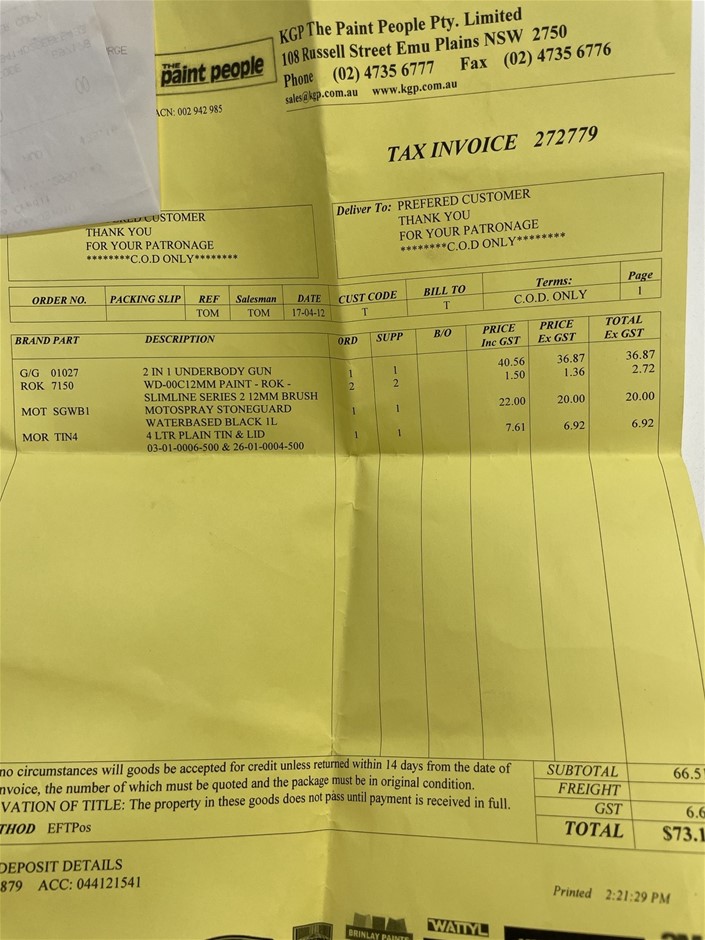 RGE
THE
paint people
KGP The Paint People Pty. Limited
108 Russell Street Emu Plains NSW 2750
Phone (02) 4735 6777 Fax (02) 4735 6776
sales@kgp.com.au www.kgp.com.au
ACN: 002 942 985
TAX INVOICE 272779
CUSTOMER
THANK YOU
FOR YOUR PATRONAGE
********C.O.D ONLY********
Deliver To: PREFERED CUSTOMER
THANK YOU
FOR YOUR PATRONAGE
********C.O.D ONLY********
ORDER NO. PACKING SLIP REF Salesman DATE CUST CODE BILL TO Terms: Page
TOM TOM 17-04-12 T T C.O.D. ONLY 1
BRAND PART DESCRIPTION ORD SUPP B/O PRICE Inc GST PRICE Ex GST TOTAL Ex GST
G/G 01027 2 IN 1 UNDERBODY GUN 1 1 40.56 36.87 36.87
ROK 7150 WD-00C12MM PAINT - ROK - 2 2 1.50 1.36 2.72
SLIMLINE SERIES 2 12MM BRUSH
MOT SGWB1 MOTOSPRAY STONEGUARD 1 1 22.00 20.00 20.00
WATERBASED BLACK 1L
MOR TIN4 4 LTR PLAIN TIN & LID 1 1 7.61 6.92 6.92
03-01-0006-500 & 26-01-0004-500
no circumstances will goods be accepted for credit unless returned within 14 days from the date of
nvoice, the number of which must be quoted and the package must be in original condition.
VATION OF TITLE: The property in these goods does not pass until payment is received in full.
THOD EFTPos
SUBTOTAL 66.5
FREIGHT
GST 6.6
TOTAL $73.1
DEPOSIT DETAILS
879 ACC: 044121541
Printed 2:21:29 PM
BRINLAY PAINTS
WATTYL